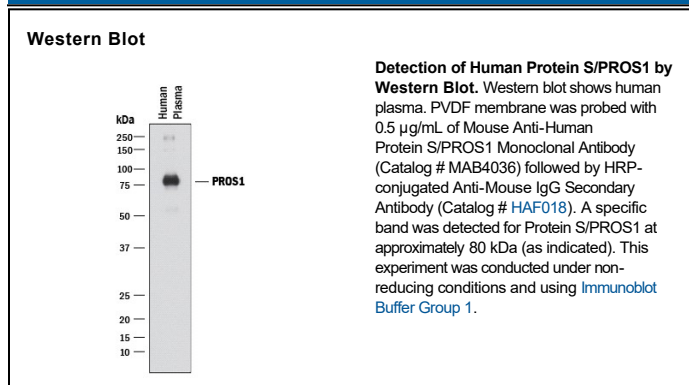 Western Blot
Human
Plasma
kDa
250
150
100
75
50
37
25
20
15
10
PROS1
Detection of Human Protein S/PROS1 by
Western Blot. Western blot shows human
plasma. PVDF membrane was probed with
0.5 µg/mL of Mouse Anti-Human
Protein S/PROS1 Monoclonal Antibody
(Catalog # MAB4036) followed by HRP-
conjugated Anti-Mouse IgG Secondary
Antibody (Catalog # HAF018). A specific
band was detected for Protein S/PROS1 at
approximately 80 kDa (as indicated). This
experiment was conducted under non-
reducing conditions and using Immunoblot
Buffer Group 1.